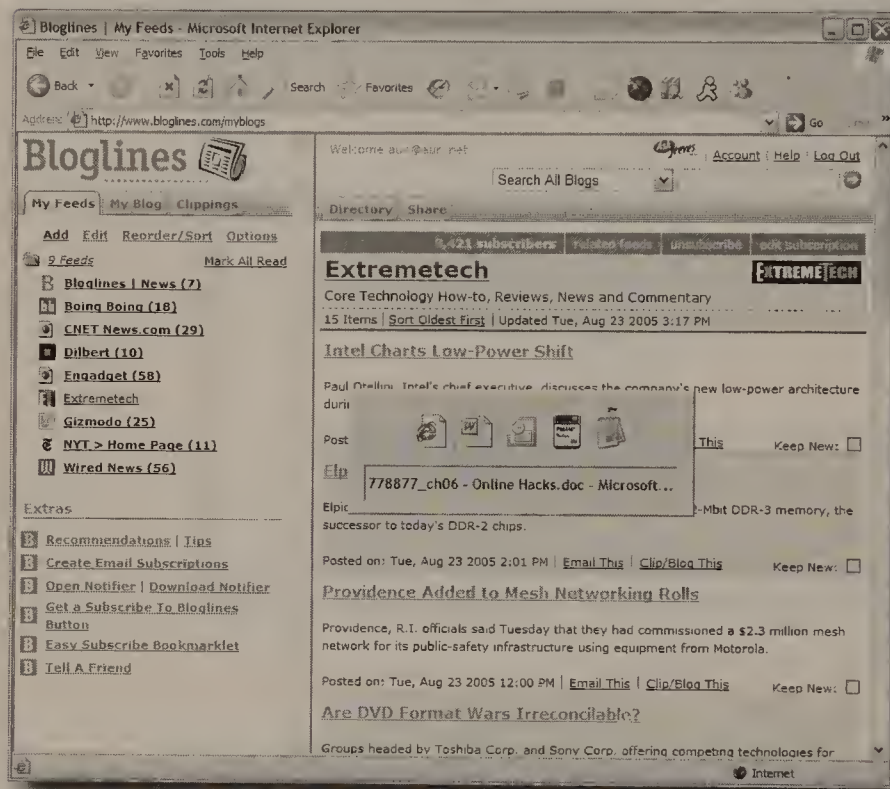 Bloglines | My Feeds - Microsoft Internet Explorer
File Edit View Favorites Tools Help
Back Search Favorites
Address http://www.bloglines.com/myblogs Go
Bloglines
Welcome
Account | Help | Log Out
Search All Blogs
My Feeds My Blog Clippings
Directory Share
Add Edit Reorder/Sort Options
9 Feeds Mark All Read
Bloglines | News (7)
Boing Boing (18)
CNET News.com (29)
Dilbert (10)
Engadget (58)
Extremetech
Gizmodo (25)
NYT > Home Page (11)
Wired News (56)
Extras
Recommendations | Tips
Create Email Subscriptions
Open Notifier | Download Notifier
Get a Subscribe To Bloglines
Button
Easy Subscribe Bookmarklet
Tell A Friend
,421 subscribers | related feeds | unsubscribe | edit subscription
Extremetech
EXTREMETECH
Core Technology How-to, Reviews, News and Commentary
15 Items | Sort Oldest First | Updated Tue, Aug 23 2005 3:17 PM
Intel Charts Low-Power Shift
Paul Otellini, Intel's chief executive, discusses the company's new low-power architecture
duri
Post This Keep New:
778877_ch06 - Online Hacks.doc - Microsoft...
Elp
Elpic -Mbit DDR-3 memory, the
successor to today's DDR-2 chips.
Posted on: Tue, Aug 23 2005 2:01 PM | Email This | Clip/Blog This Keep New:
Providence Added to Mesh Networking Rolls
Providence, R.I. officials said Tuesday that they had commissioned a $2.3 million mesh
network for its public-safety infrastructure using equipment from Motorola.
Posted on: Tue, Aug 23 2005 12:00 PM | Email This | Clip/Blog This Keep New:
Are DVD Format Wars Irreconcilable?
Groups headed by Toshiba Corp. and Sony Corp. offering competing technologies for
Internet